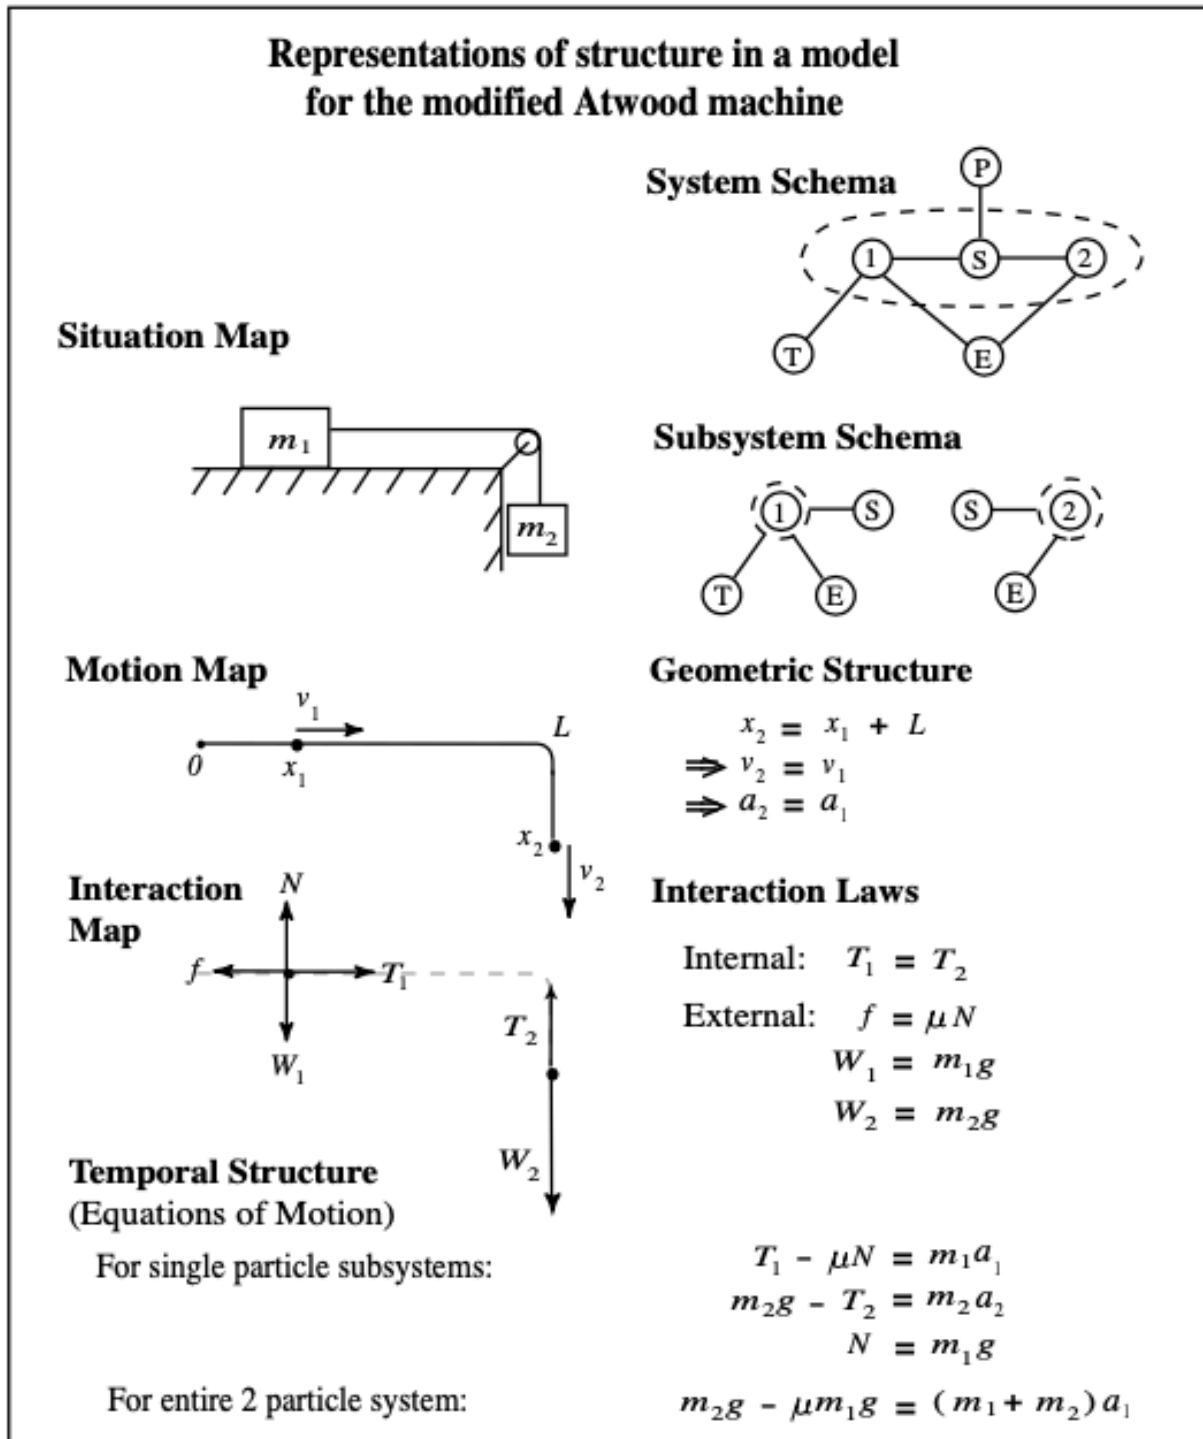 Representations of structure in a model
for the modified Atwood machine
System Schema
P
1 S 2
T E
Situation Map
m₁
m₂
Subsystem Schema
1 S S 2
T E E
Motion Map
v₁
L
0 x₁
x₂
v₂
Geometric Structure
x₂ = x₁ + L
⇒ v₂ = v₁
⇒ a₂ = a₁
Interaction
Map
N
f T₁
W₁
T₂
W₂
Interaction Laws
Internal: T₁ = T₂
External: f = μN
W₁ = m₁g
W₂ = m₂g
Temporal Structure
(Equations of Motion)
For single particle subsystems:
T₁ - μN = m₁a₁
m₂g - T₂ = m₂a₂
N = m₁g
For entire 2 particle system: m₂g - μm₁g = (m₁+ m₂)a₁